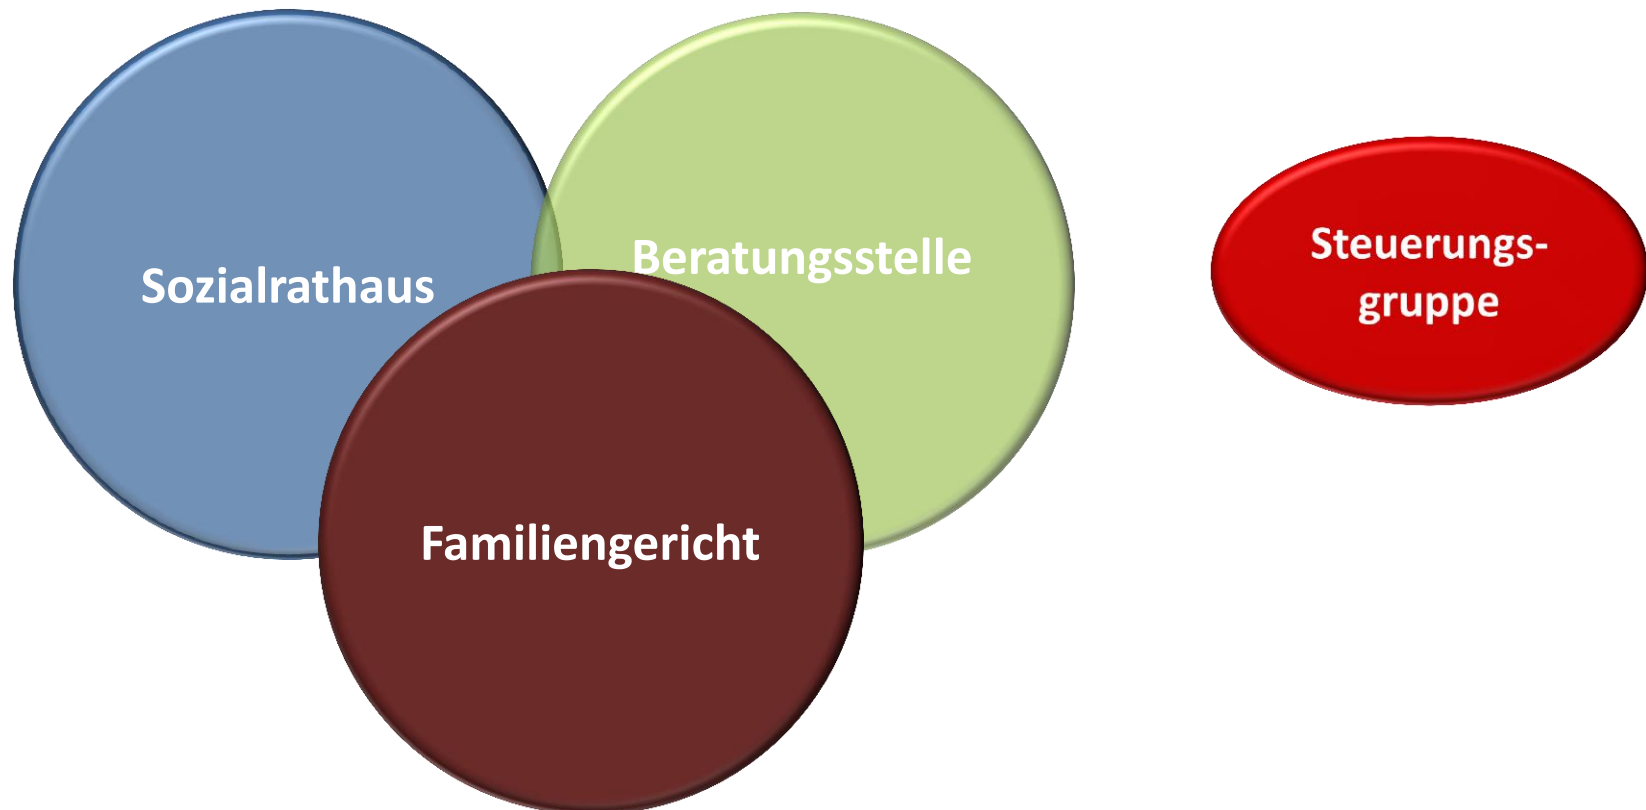 Sozialrathaus
Beratungsstelle
Familiengericht
Steuerungs-
gruppe